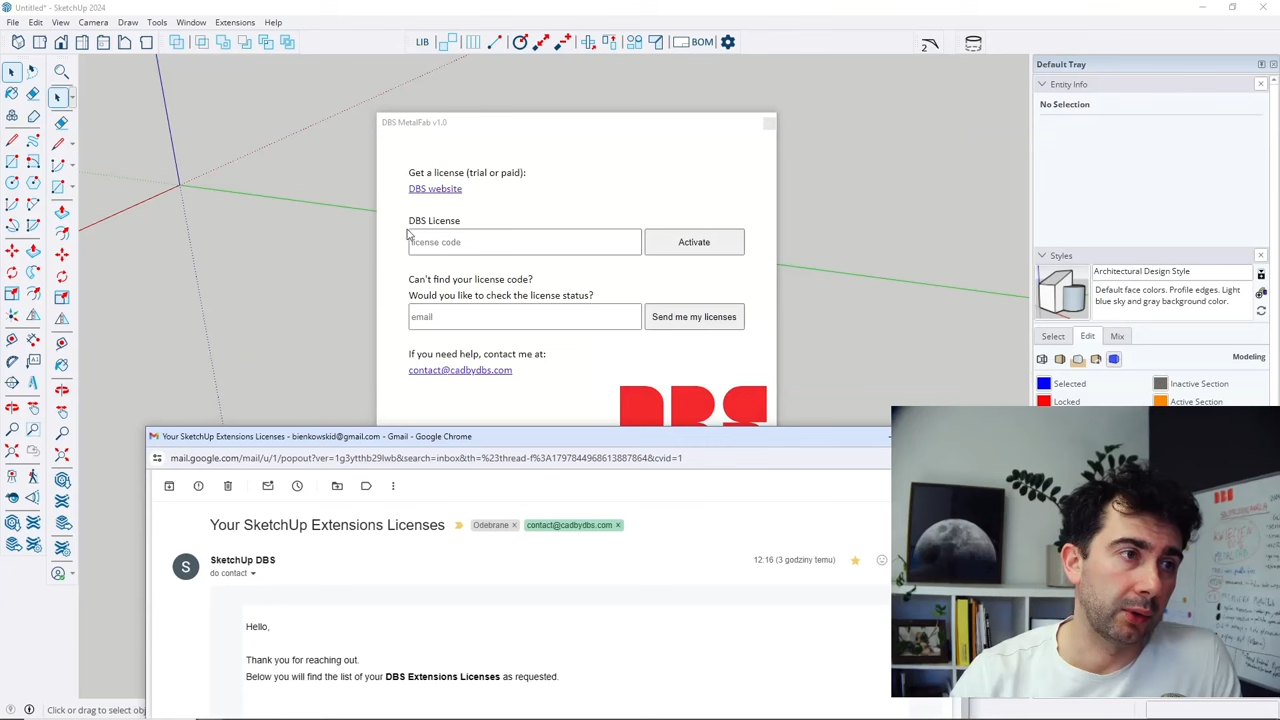 Untitled* - SketchUp 2024
File Edit View Camera Draw Tools Window Extensions Help
LIB BOM
Default Tray
Entity Info
No Selection
DBS MetalFab v1.0
Get a license (trial or paid):
DBS website
DBS License
license code
Activate
Can't find your license code?
Would you like to check the license status?
email
Send me my licenses
If you need help, contact me at:
contact@cadbydbs.com
DBS
Styles
Architectural Design Style
Default face colors. Profile edges. Light
blue sky and gray background color.
Select Edit Mix
Modeling
Selected Inactive Section
Locked Active Section
Your SketchUp Extensions Licenses - bienkowskid@gmail.com - Gmail - Google Chrome
mail.google.com/mail/u/1/popout?ver=1g3ytthb29lwb&search=inbox&th=%23thread-f%3A1797844968613887864&cvid=1
Your SketchUp Extensions Licenses Odebrane × contact@cadbydbs.com ×
SketchUp DBS 12:16 (3 godziny temu)
do contact
S
Hello,
Thank you for reaching out.
Below you will find the list of your DBS Extensions Licenses as requested.
Click or drag to select obj